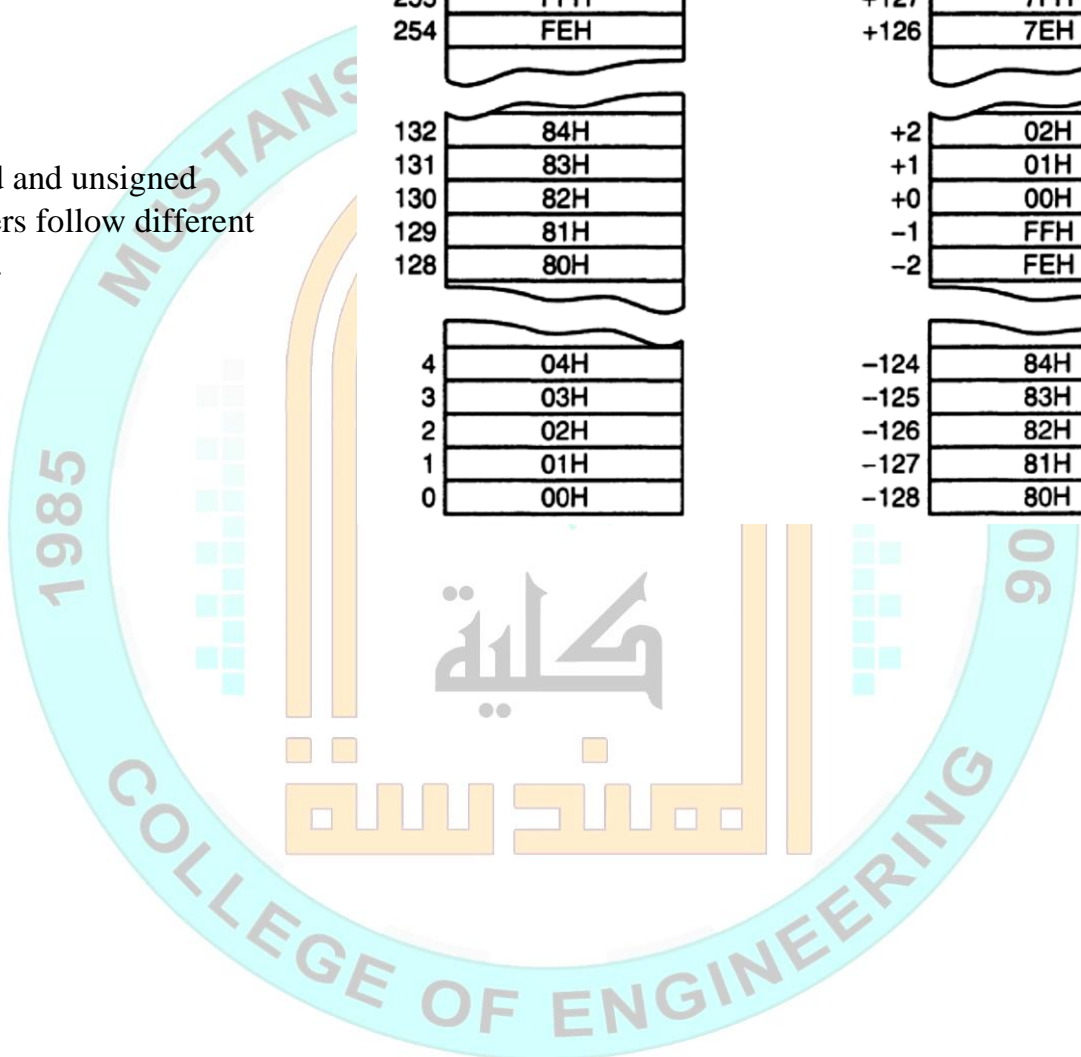 254 FEH +126 7EH
132 84H +2 02H
131 83H +1 01H
and unsigned
130 82H +0 00H
follow different
129 81H -1 FFH
128 80H -2 FEH
4 04H -124 84H
3 03H -125 83H
2 02H -126 82H
1 01H -127 81H
0 00H -128 80H
1985
كلية
الهندسة
COLLEGE OF ENGINEERING